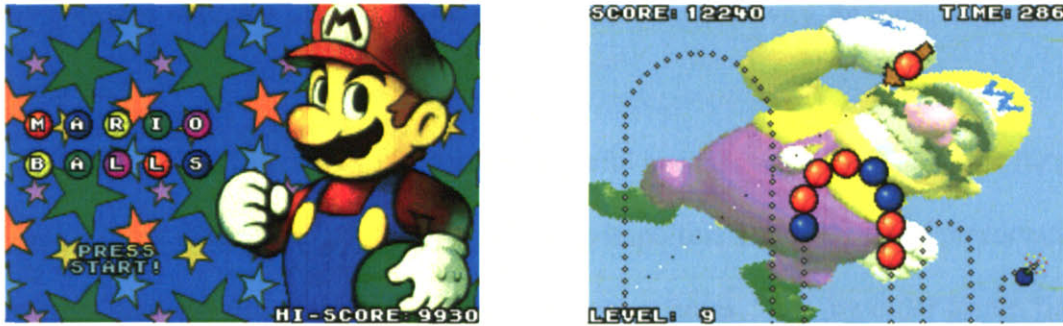 MARIO
BALLS
PRESS
START!
HI-SCORE:9930
SCORE:12240
TIME:286
LEVEL: 9